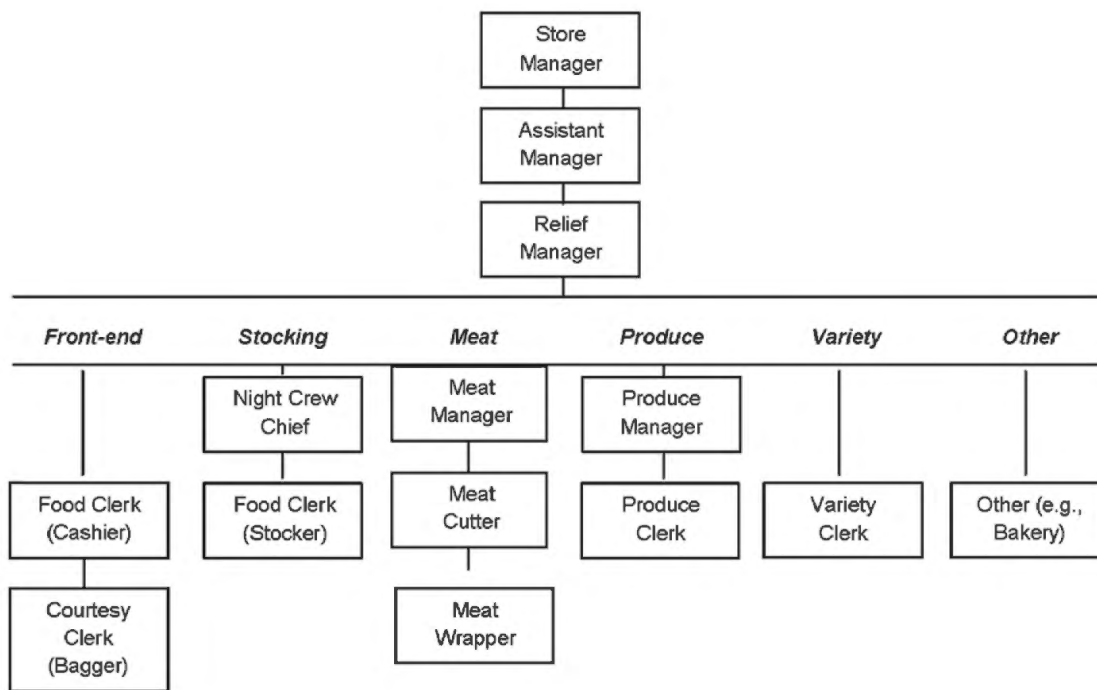 Store
Manager
Assistant
Manager
Relief
Manager
Front-end
Stocking
Meat
Produce
Variety
Other
Night Crew
Chief
Meat
Manager
Produce
Manager
Food Clerk
(Cashier)
Food Clerk
(Stocker)
Meat
Cutter
Produce
Clerk
Variety
Clerk
Other (e.g.,
Bakery)
Courtesy
Clerk
(Bagger)
Meat
Wrapper